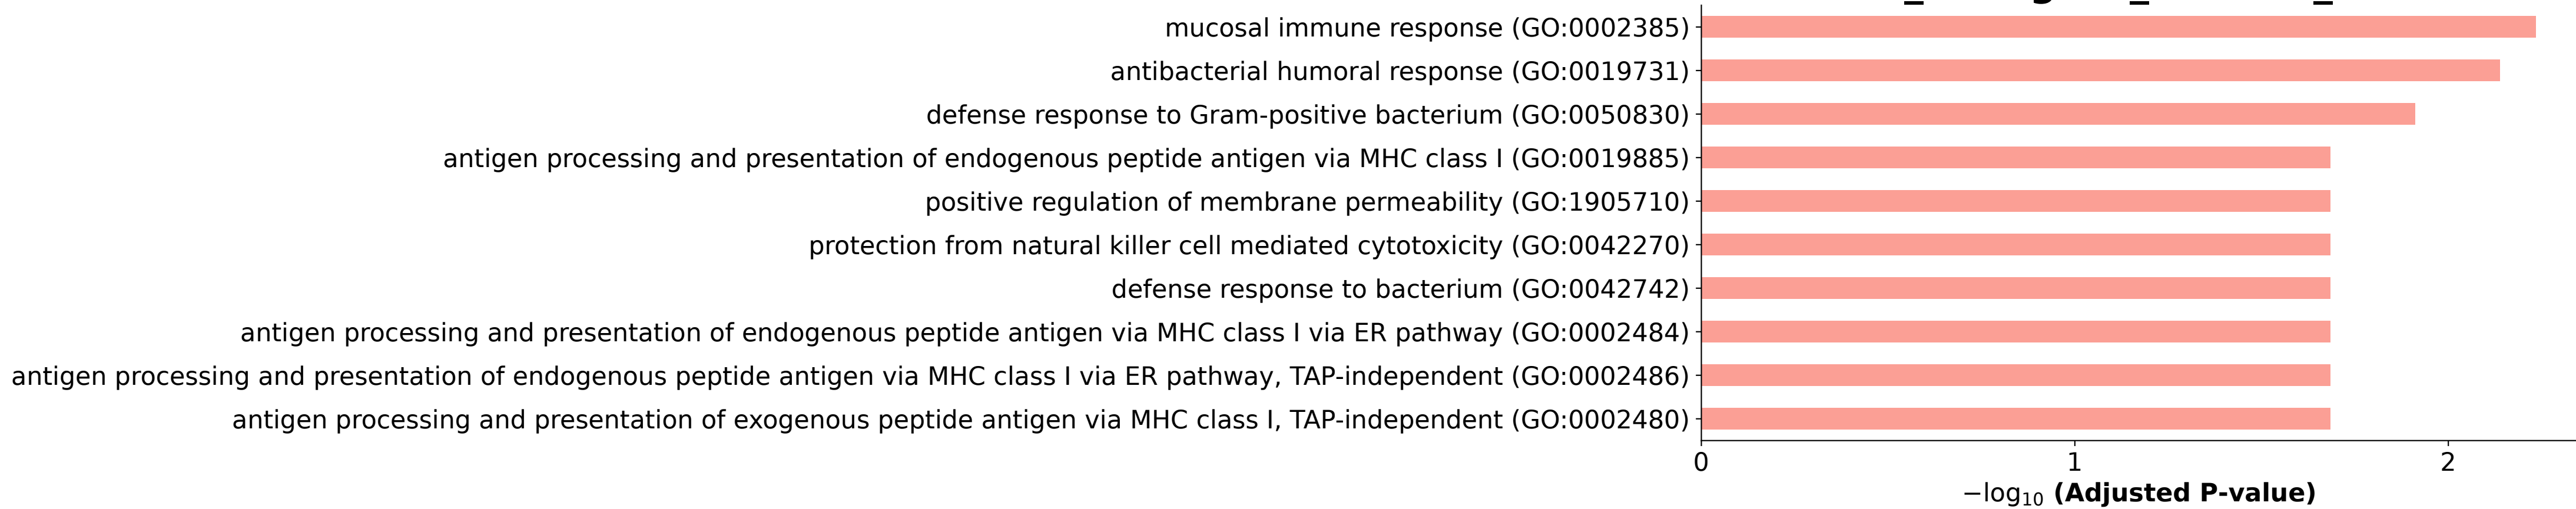 mucosal immune response (GO:0002385)
antibacterial humoral response (GO:0019731)
defense response to Gram-positive bacterium (GO:0050830)
antigen processing and presentation of endogenous peptide antigen via MHC class I (GO:0019885)
positive regulation of membrane permeability (GO:1905710)
protection from natural killer cell mediated cytotoxicity (GO:0042270)
defense response to bacterium (GO:0042742)
antigen processing and presentation of endogenous peptide antigen via MHC class I via ER pathway (GO:0002484)
antigen processing and presentation of endogenous peptide antigen via MHC class I via ER pathway, TAP-independent (GO:0002486)
antigen processing and presentation of exogenous peptide antigen via MHC class I, TAP-independent (GO:0002480)
0 1 2
−log₁₀ (Adjusted P-value)